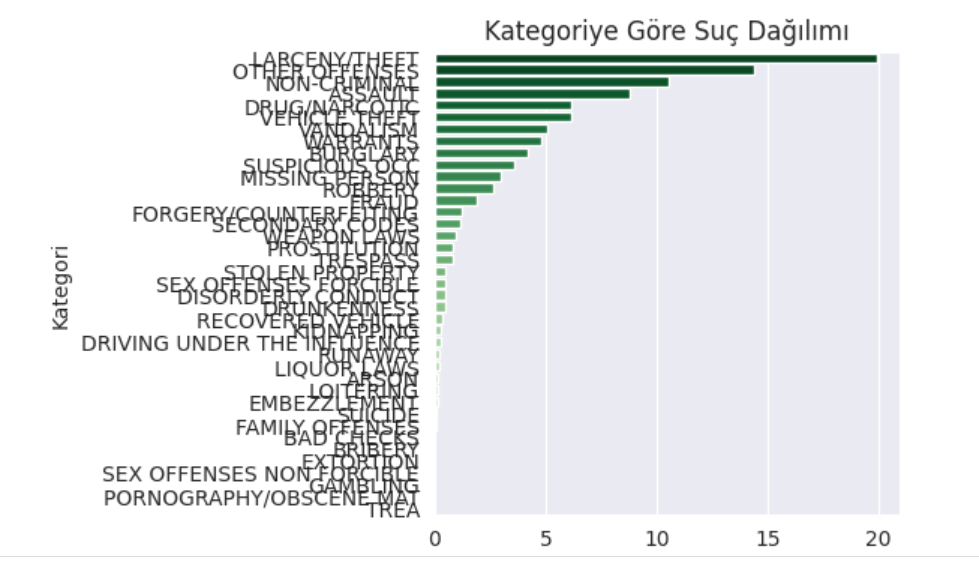 Kategoriye Göre Suç Dağılımı
LARCENY/THEFT
OTHER OFFENSES
NON-CRIMINAL
ASSAULT
DRUG/NARCOTIC
VEHICLE THEFT
VANDALISM
WARRANTS
BURGLARY
SUSPICIOUS OCC
MISSING PERSON
ROBBERY
FRAUD
FORGERY/COUNTERFEITING
SECONDARY CODES
WEAPON LAWS
PROSTITUTION
TRESPASS
STOLEN PROPERTY
SEX OFFENSES FORCIBLE
DISORDERLY CONDUCT
DRUNKENNESS
RECOVERED VEHICLE
KIDNAPPING
DRIVING UNDER THE INFLUENCE
RUNAWAY
LIQUOR LAWS
ARSON
LOITERING
EMBEZZLEMENT
SUICIDE
FAMILY OFFENSES
BAD CHECKS
BRIBERY
EXTORTION
SEX OFFENSES NON FORCIBLE
GAMBLING
PORNOGRAPHY/OBSCENE MAT
TREA
Kategori
0 5 10 15 20